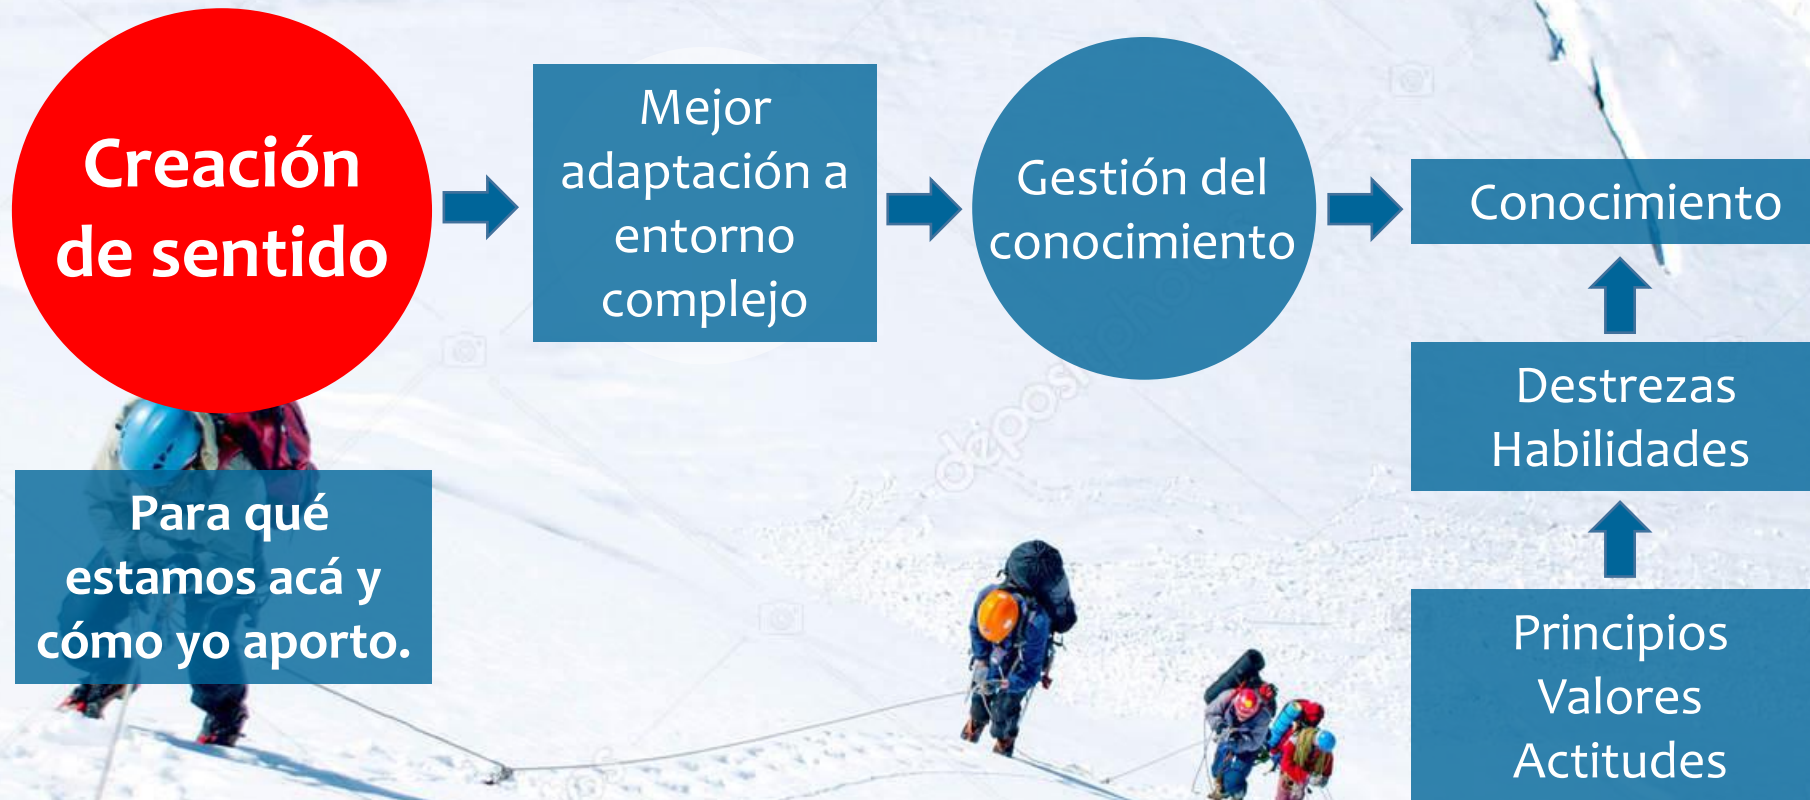 Creación
de sentido
Mejor
adaptación a
entorno
complejo
Gestión del
conocimiento
Conocimiento
Destrezas
Habilidades
Principios
Valores
Actitudes
Para qué
estamos acá y
cómo yo aporto.
depositphotos